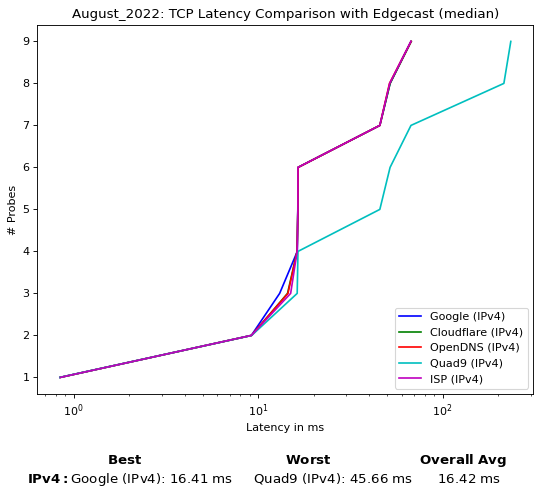 August_2022: TCP Latency Comparison with Edgecast (median)
9
8
7
6
5
4
3
2
1
# Probes
10⁰ 10¹ 10²
Latency in ms
Google (IPv4)
Cloudflare (IPv4)
OpenDNS (IPv4)
Quad9 (IPv4)
ISP (IPv4)
Best Worst Overall Avg
IPv4: Google (IPv4): 16.41 ms Quad9 (IPv4): 45.66 ms 16.42 ms